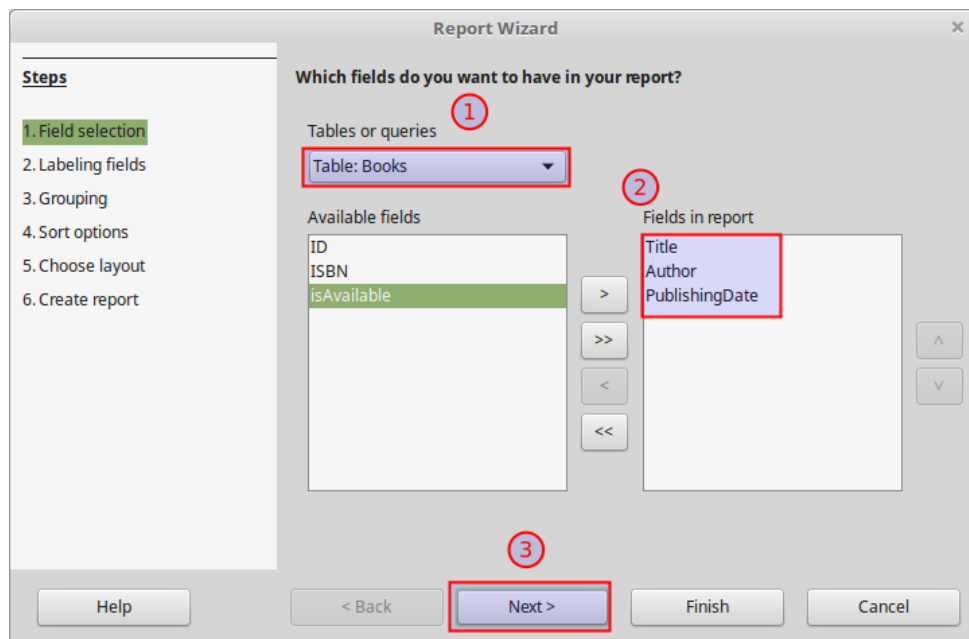 Report Wizard
×
Steps
1. Field selection
2. Labeling fields
3. Grouping
4. Sort options
5. Choose layout
6. Create report
Which fields do you want to have in your report?
1
Tables or queries
Table: Books
2
Available fields
ID
ISBN
isAvailable
>
>>
<
<<
Fields in report
Title
Author
PublishingDate
˄
˅
3
Help
< Back
Next >
Finish
Cancel